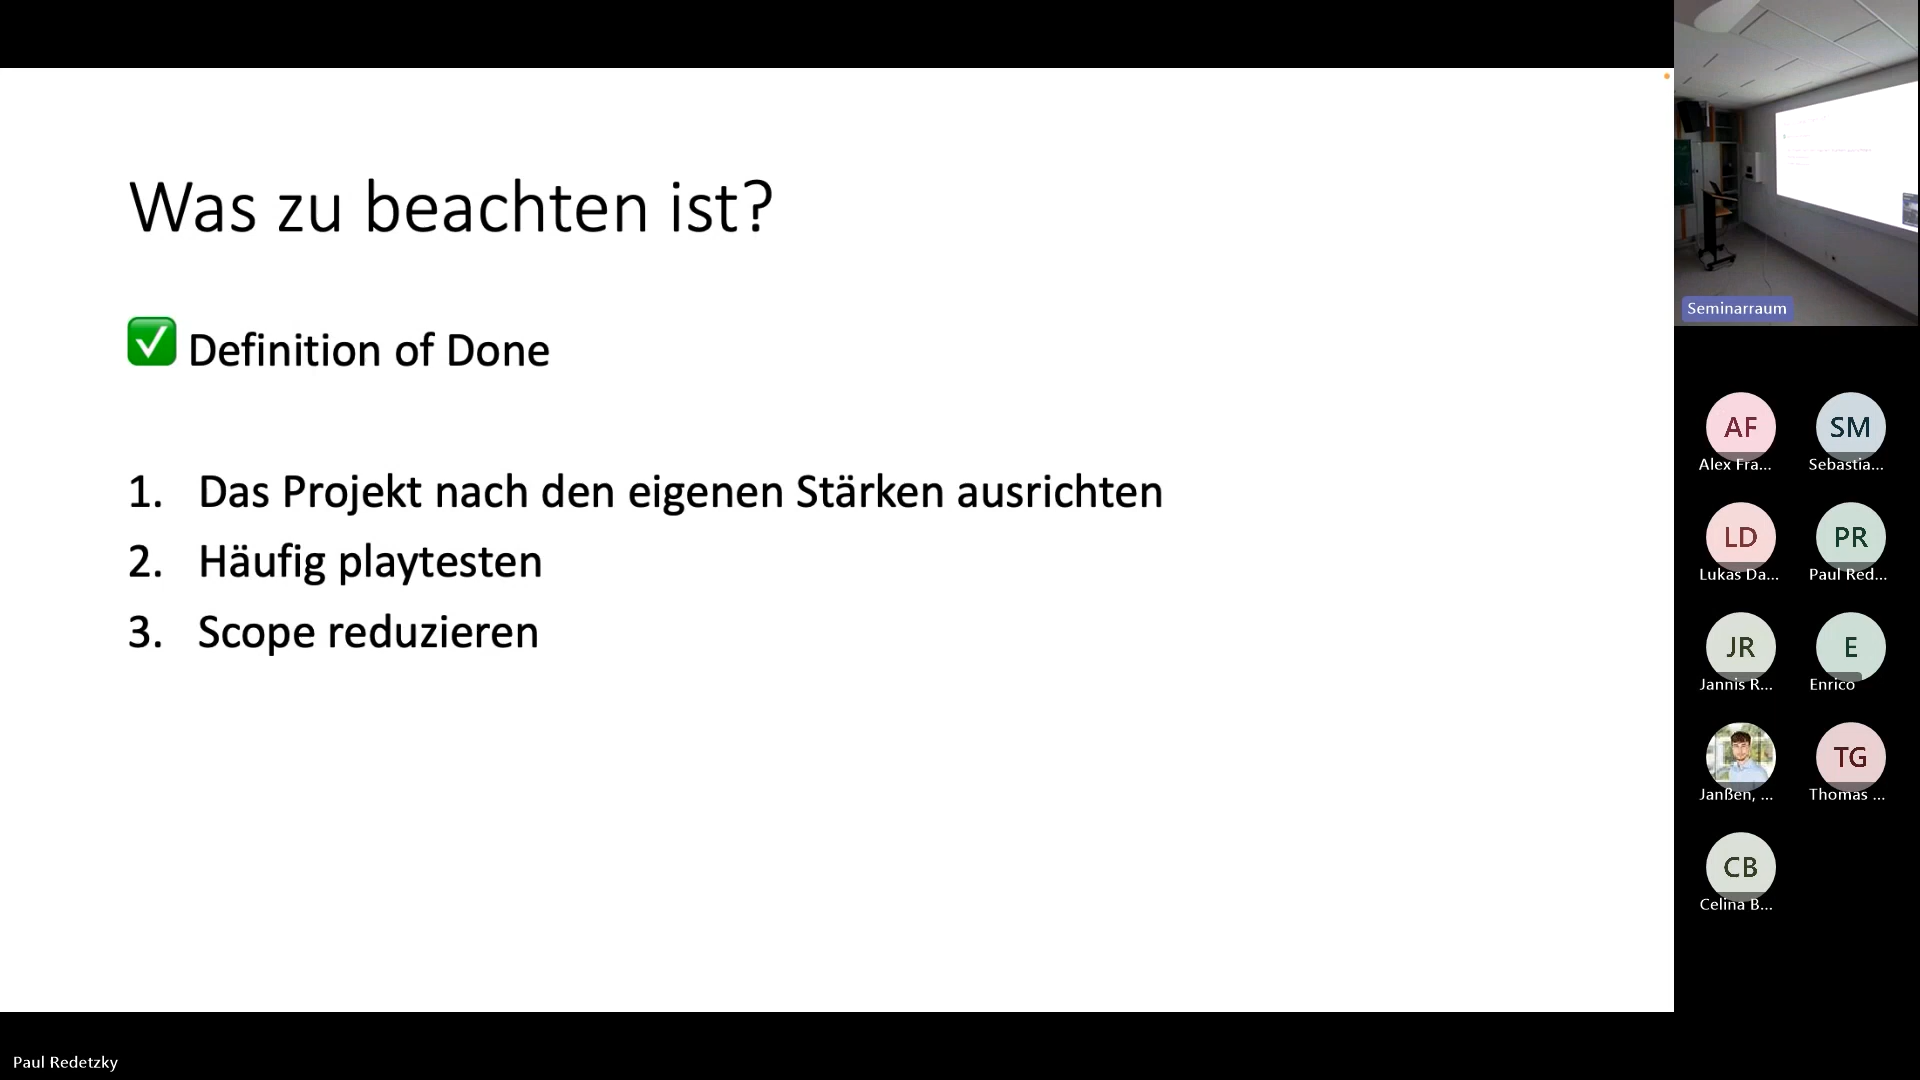 Was zu beachten ist?
✅ Definition of Done
1. Das Projekt nach den eigenen Stärken ausrichten
2. Häufig playtesten
3. Scope reduzieren
Seminarraum
AF
SM
Alex Fra...
Sebastia...
LD
PR
Lukas Da...
Paul Red...
JR
E
Jannis R...
Enrico
TG
Janßen, ...
Thomas ...
CB
Celina B...
Paul Redetzky